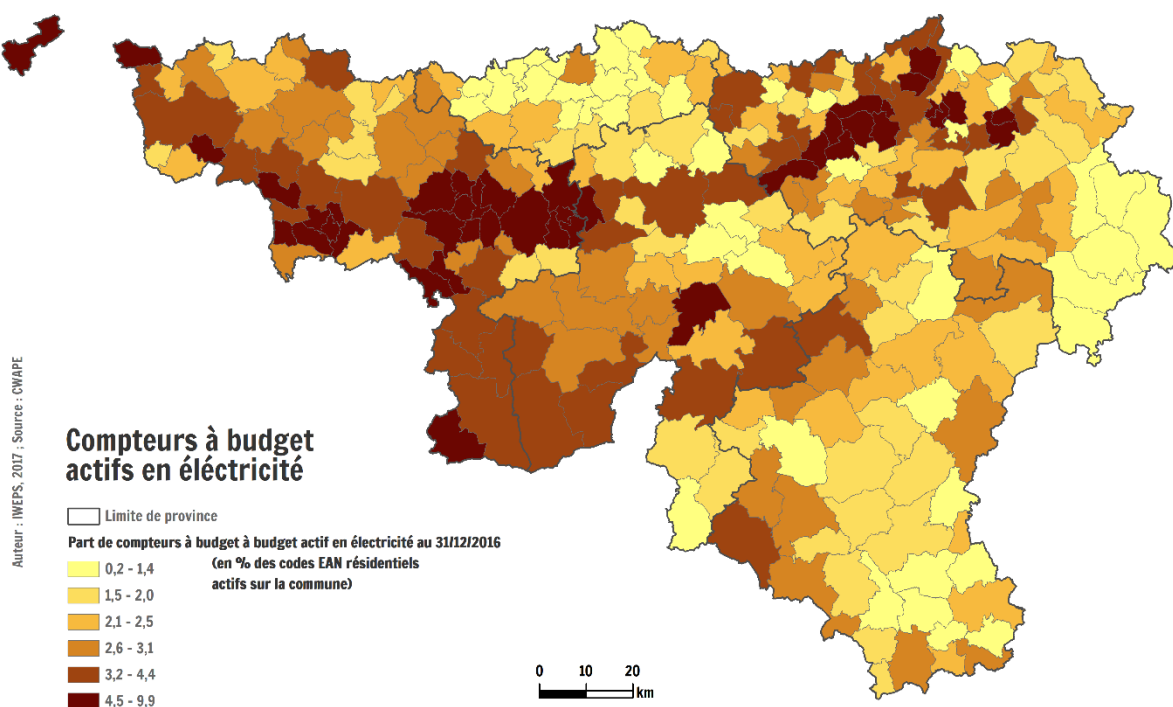 Compteurs à budget
actifs en éléctricité
Limite de province
Part de compteurs à budget à budget actif en électricité au 31/12/2016
(en % des codes EAN résidentiels
actifs sur la commune)
0,2 - 1,4
1,5 - 2,0
2,1 - 2,5
2,6 - 3,1
3,2 - 4,4
4,5 - 9,9
0 10 20
km
Auteur : IWEPS, 2017 ; Source : CWAPE